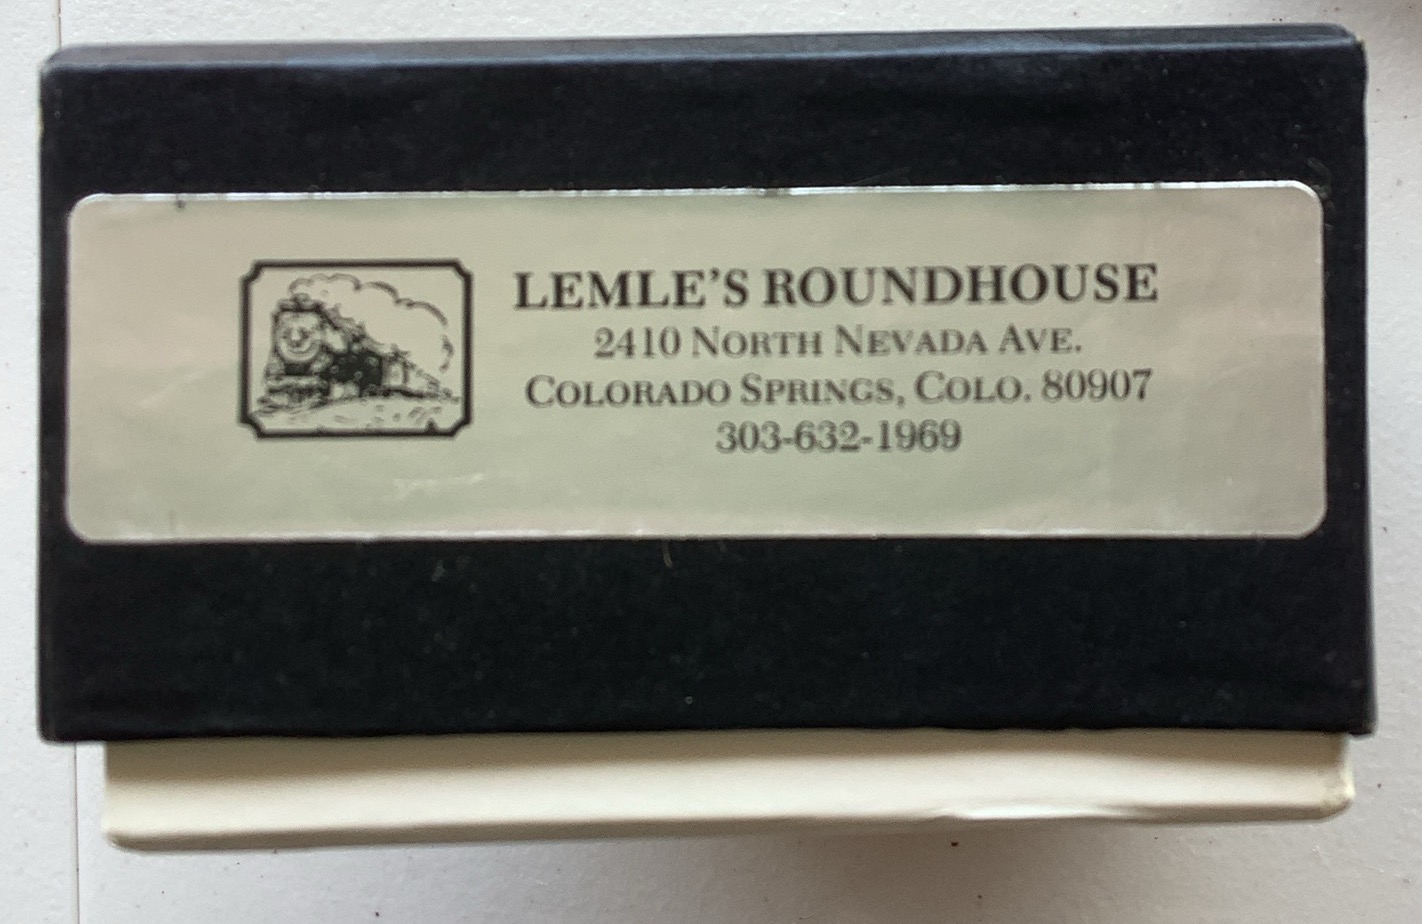 LEMLE'S ROUNDHOUSE
2410 NORTH NEVADA AVE.
COLORADO SPRINGS, COLO. 80907
303-632-1969